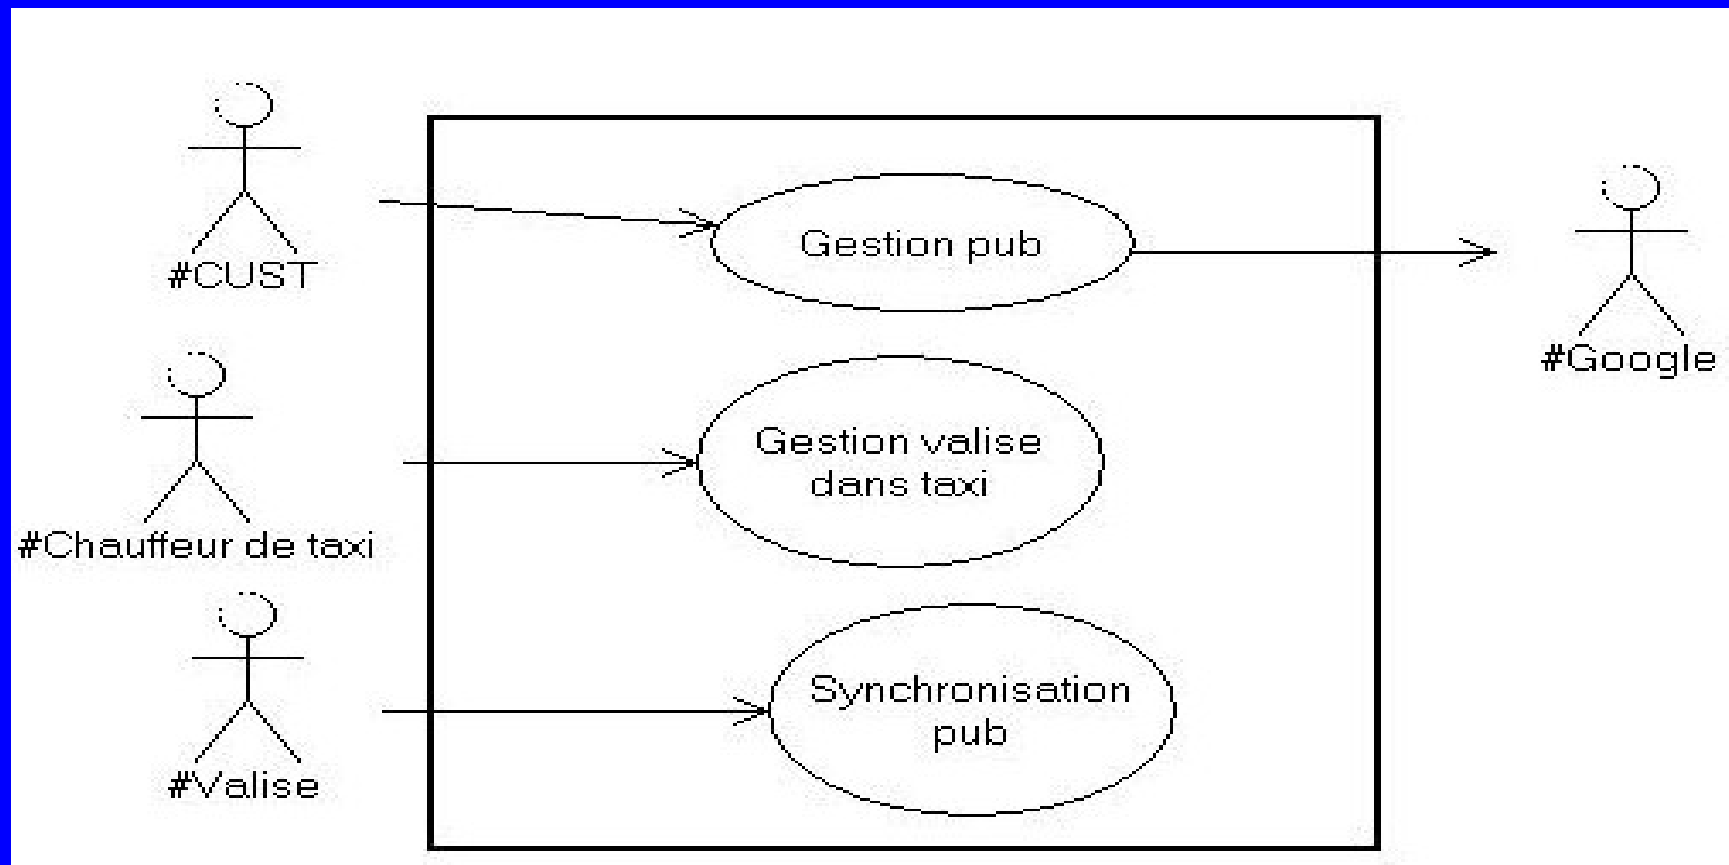 #CUST
Gestion pub
#Google
#Chauffeur de taxi
Gestion valise
dans taxi
#Valise
Synchronisation
pub